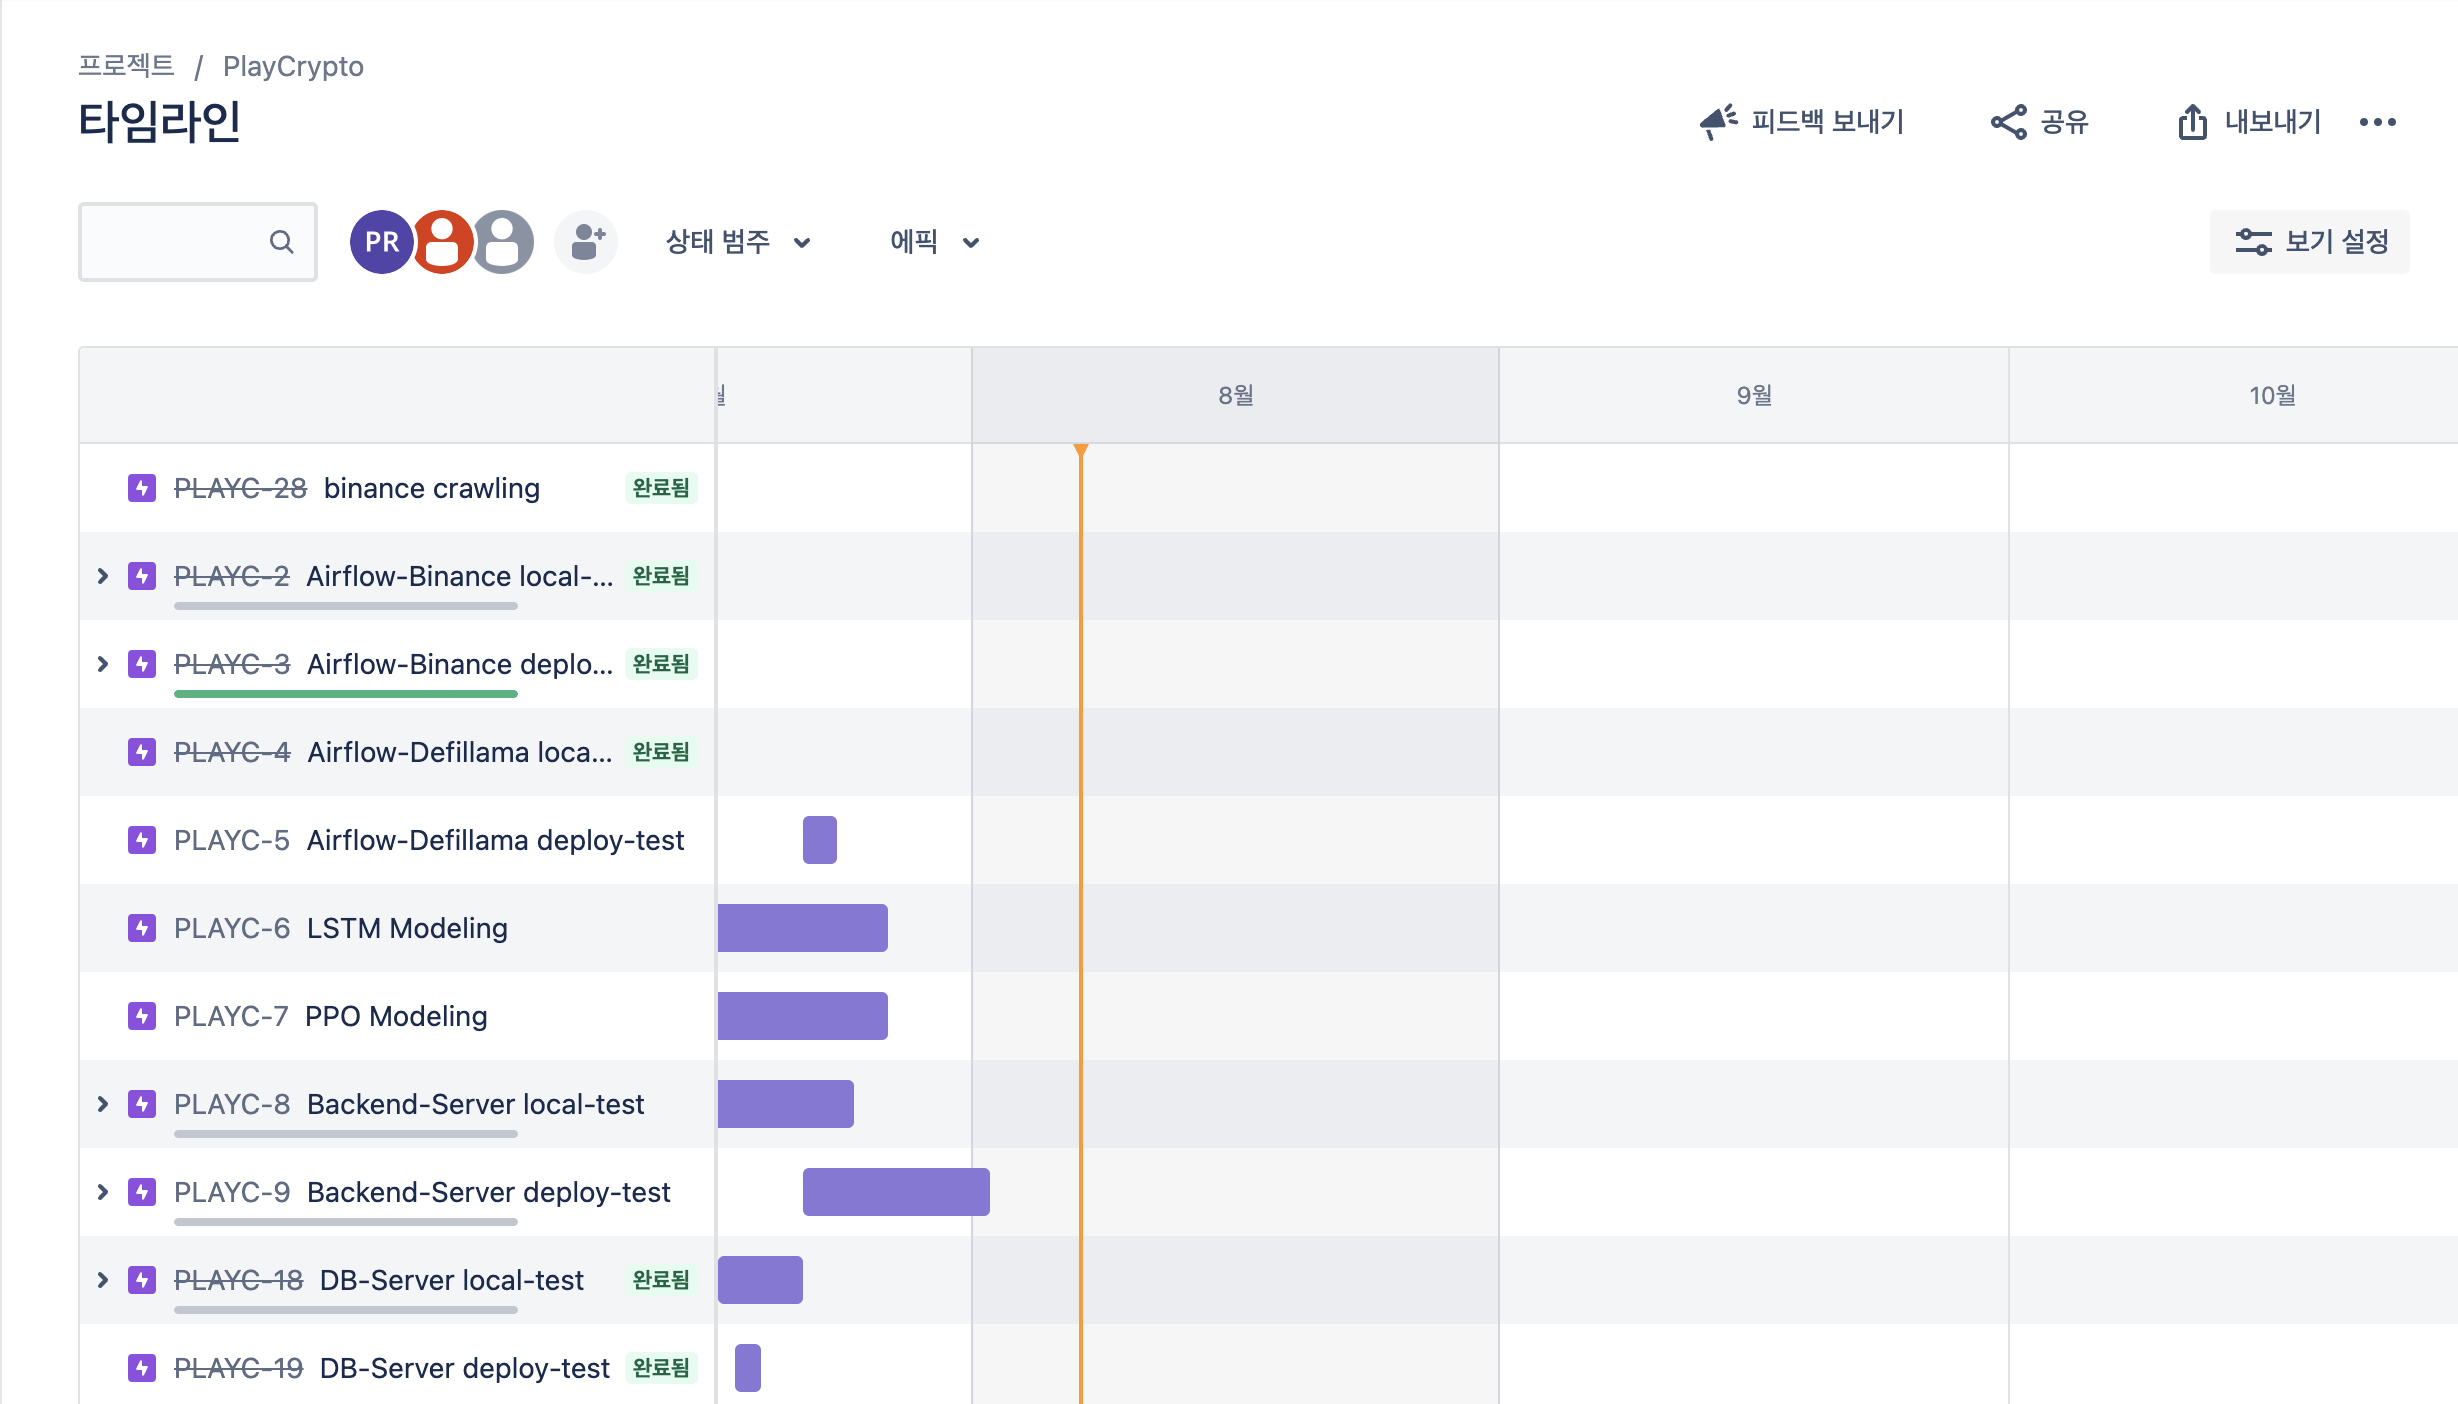 프로젝트 / PlayCrypto
타임라인
피드백 보내기 공유 내보내기
PR 상태 범주 에픽 보기 설정
월 8월 9월 10월
PLAYC-28 binance crawling 완료됨
PLAYC-2 Airflow-Binance local-... 완료됨
PLAYC-3 Airflow-Binance deplo... 완료됨
PLAYC-4 Airflow-Defillama loca... 완료됨
PLAYC-5 Airflow-Defillama deploy-test
PLAYC-6 LSTM Modeling
PLAYC-7 PPO Modeling
PLAYC-8 Backend-Server local-test
PLAYC-9 Backend-Server deploy-test
PLAYC-18 DB-Server local-test 완료됨
PLAYC-19 DB-Server deploy-test 완료됨